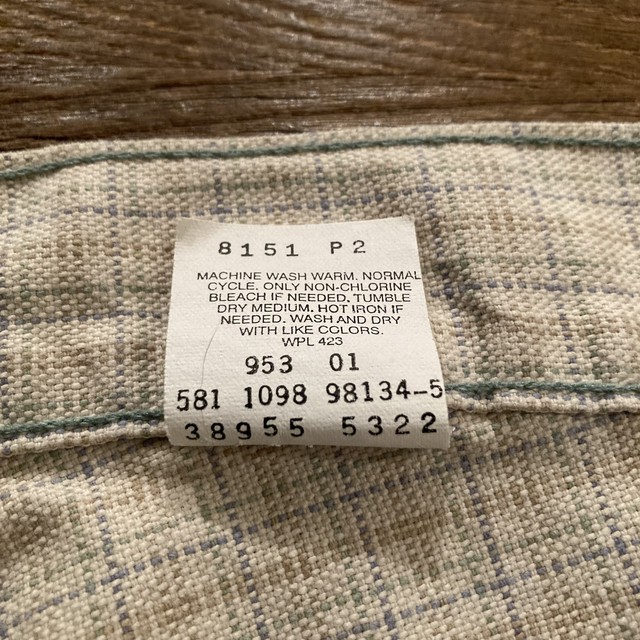 8151 P2
MACHINE WASH WARM. NORMAL
CYCLE. ONLY NON-CHLORINE
BLEACH IF NEEDED. TUMBLE
DRY MEDIUM. HOT IRON IF
NEEDED. WASH AND DRY
WITH LIKE COLORS.
WPL 423
953 01
581 1098 98134-5
38955 5322